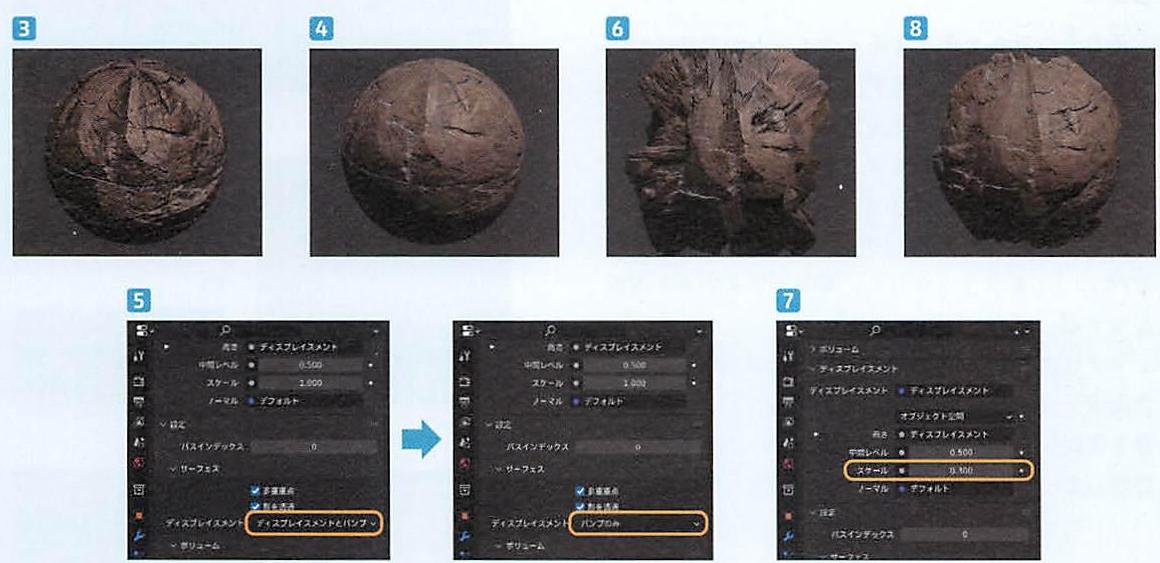 3
4
6
8
5
高さ ディスプレイスメント
中間レベル 0.500
スケール 1.000
ノーマル デフォルト
設定
パスインデックス 0
サーフェス
多重重点
影を透過
ディスプレイスメント ディスプレイスメントとバンプ
ボリューム
高さ ディスプレイスメント
中間レベル 0.500
スケール 1.000
ノーマル デフォルト
設定
パスインデックス 0
サーフェス
多重重点
影を透過
ディスプレイスメント バンプのみ
ボリューム
7
ボリューム
ディスプレイスメント
ディスプレイスメント ディスプレイスメント
オブジェクト空間
高さ ディスプレイスメント
中間レベル 0.500
スケール 0.300
ノーマル デフォルト
設定
パスインデックス 0
サーフェス